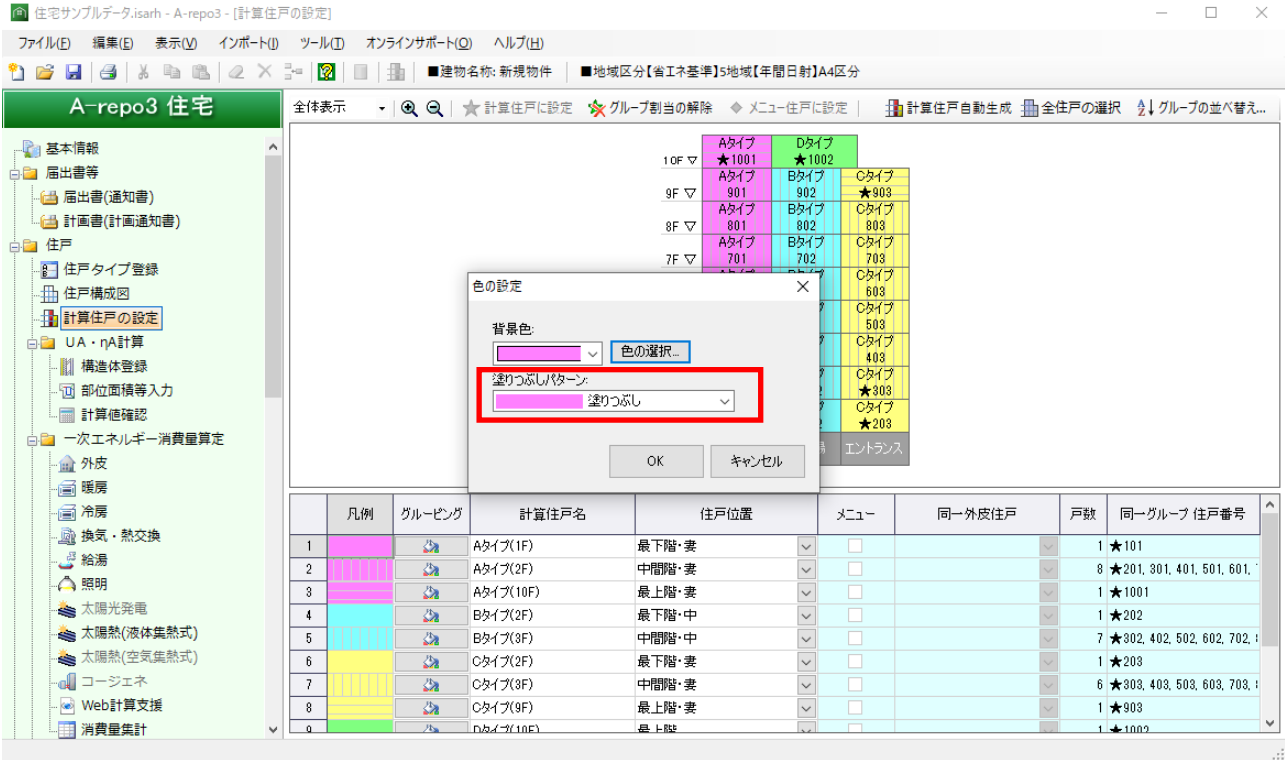 住宅サンプルデータ.isarh - A-repo3 - [計算住戸の設定]
ファイル(F) 編集(E) 表示(V) インポート(I) ツール(T) オンラインサポート(O) ヘルプ(H)
■建物名称: 新規物件 ■地域区分【省エネ基準】5地域【年間日射】A4区分
A-repo3 住宅
全体表示 ★計算住戸に設定 グループ割当の解除 ◆ メニュー住戸に設定 計算住戸自動生成 全住戸の選択 グループの並べ替え...
基本情報
届出書等
届出書(通知書)
計画書(計画通知書)
住戸
住戸タイプ登録
住戸構成図
計算住戸の設定
UA・ηA計算
構造体登録
部位面積等入力
計算値確認
一次エネルギー消費量算定
外皮
暖房
冷房
換気・熱交換
給湯
照明
太陽光発電
太陽熱(液体集熱式)
太陽熱(空気集熱式)
コージェネ
Web計算支援
消費量集計
Aタイプ Dタイプ
10F ▽ ★1001 ★1002
Aタイプ Bタイプ Cタイプ
9F ▽ 901 902 ★903
Aタイプ Bタイプ Cタイプ
8F ▽ 801 802 803
Aタイプ Bタイプ Cタイプ
7F ▽ 701 702 703
Cタイプ
603
Cタイプ
503
Cタイプ
403
Cタイプ
★303
Cタイプ
★203
エントランス
色の設定
背景色:
色の選択...
塗りつぶしパターン:
塗りつぶし
OK キャンセル
凡例 グルーピング 計算住戸名 住戸位置 メニュー 同一外皮住戸 戸数 同一グループ 住戸番号
1 Aタイプ(1F) 最下階・妻 1 ★101
2 Aタイプ(2F) 中間階・妻 8 ★201, 301, 401, 501, 601,
3 Aタイプ(10F) 最上階・妻 1 ★1001
4 Bタイプ(2F) 最下階・中 1 ★202
5 Bタイプ(3F) 中間階・中 7 ★302, 402, 502, 602, 702,
6 Cタイプ(2F) 最下階・妻 1 ★203
7 Cタイプ(3F) 中間階・妻 6 ★303, 403, 503, 603, 703,
8 Cタイプ(9F) 最上階・妻 1 ★903
9 Dタイプ(10F) 最上階 1 ★1002